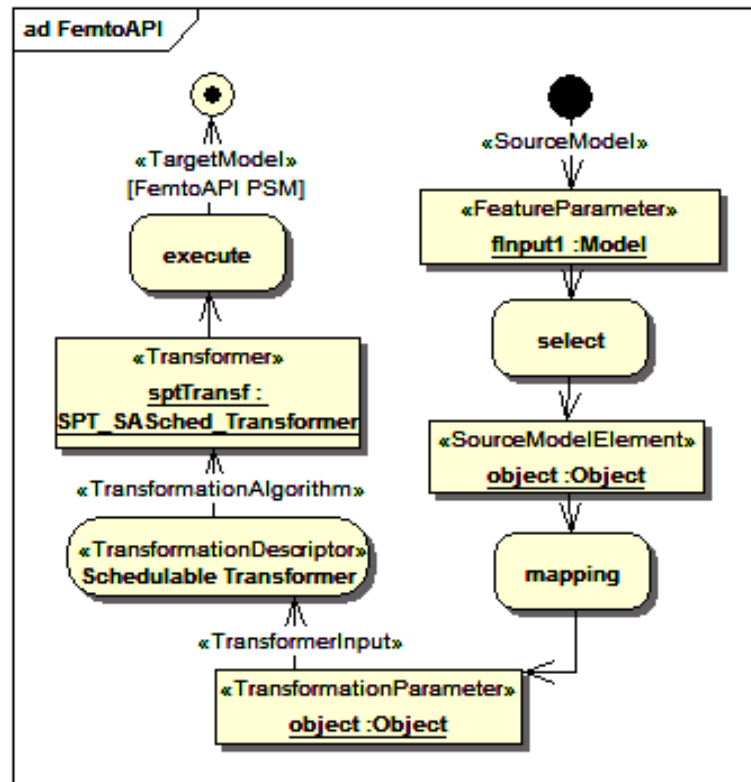 ad FemtoAPI
«SourceModel»
«FeatureParameter»
fInput1 :Model
select
«SourceModelElement»
object :Object
mapping
«TransformationParameter»
object :Object
«TransformerInput»
«TransformationDescriptor»
Schedulable Transformer
«TransformationAlgorithm»
«Transformer»
sptTransf :
SPT_SASched_Transformer
execute
«TargetModel»
[FemtoAPI PSM]